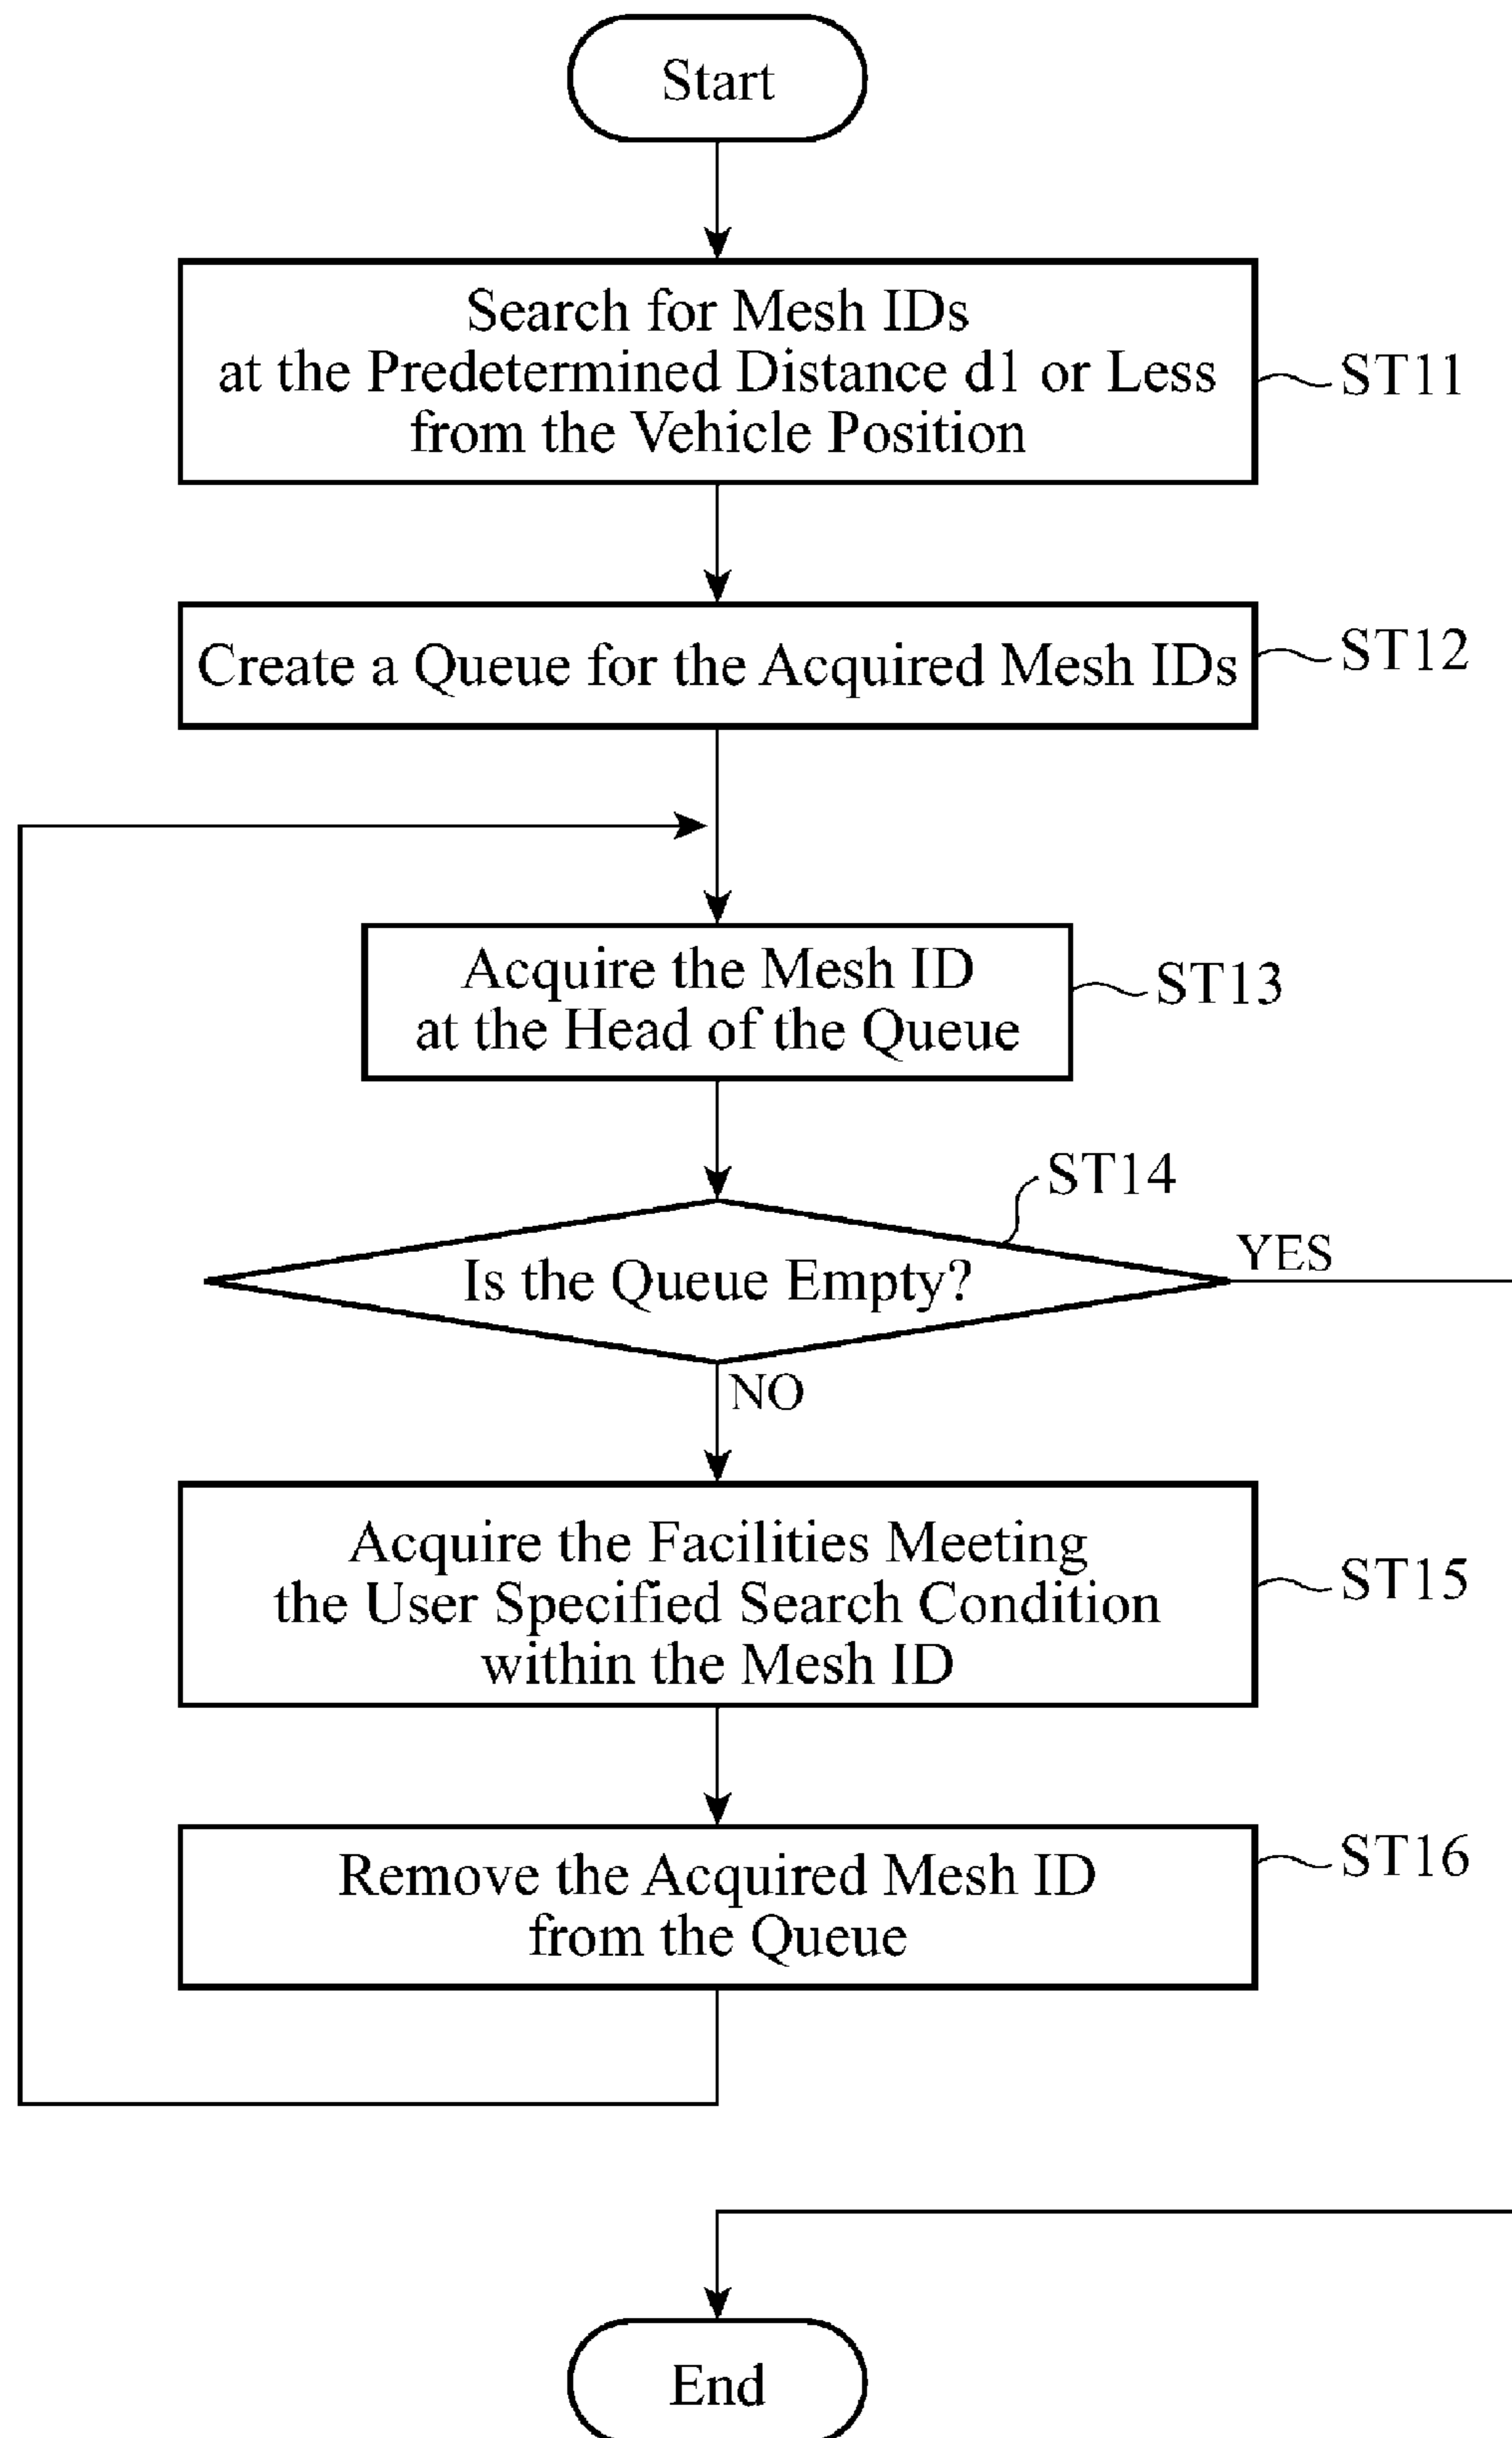 Start
Search for Mesh IDs
at the Predetermined Distance d1 or Less
from the Vehicle Position
ST11
Create a Queue for the Acquired Mesh IDs
ST12
Acquire the Mesh ID
at the Head of the Queue
ST13
ST14
Is the Queue Empty?
YES
NO
Acquire the Facilities Meeting
the User Specified Search Condition
within the Mesh ID
ST15
Remove the Acquired Mesh ID
from the Queue
ST16
End